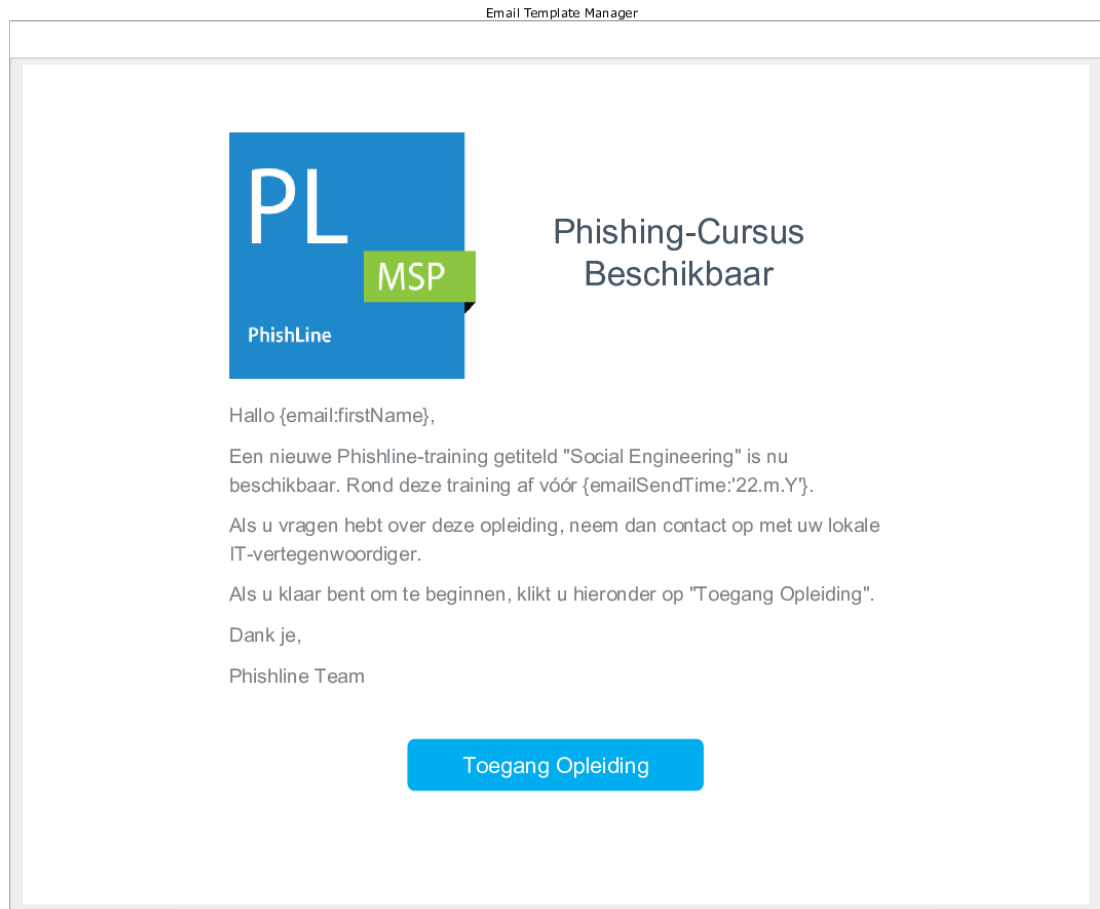 Email Template Manager
PL
MSP
PhishLine
Phishing-Cursus
Beschikbaar
Hallo {email:firstName},
Een nieuwe Phishline-training getiteld "Social Engineering" is nu
beschikbaar. Rond deze training af vóór {emailSendTime:'22.m.Y'}.
Als u vragen hebt over deze opleiding, neem dan contact op met uw lokale
IT-vertegenwoordiger.
Als u klaar bent om te beginnen, klikt u hieronder op "Toegang Opleiding".
Dank je,
Phishline Team
Toegang Opleiding